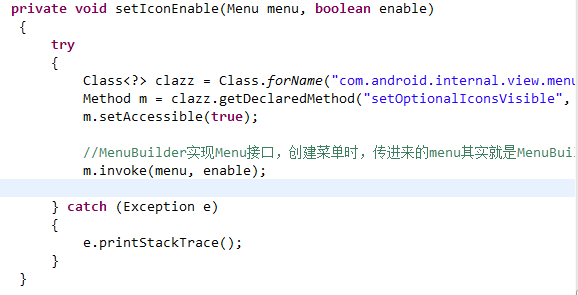 private void setIconEnable(Menu menu, boolean enable)
{
try
{
Class<?> clazz = Class.forName("com.android.internal.view.menu
Method m = clazz.getDeclaredMethod("setOptionalIconsVisible",
m.setAccessible(true);
//MenuBuilder实现Menu接口，创建菜单时，传进来的menu其实就是MenuBuil
m.invoke(menu, enable);
} catch (Exception e)
{
e.printStackTrace();
}
}